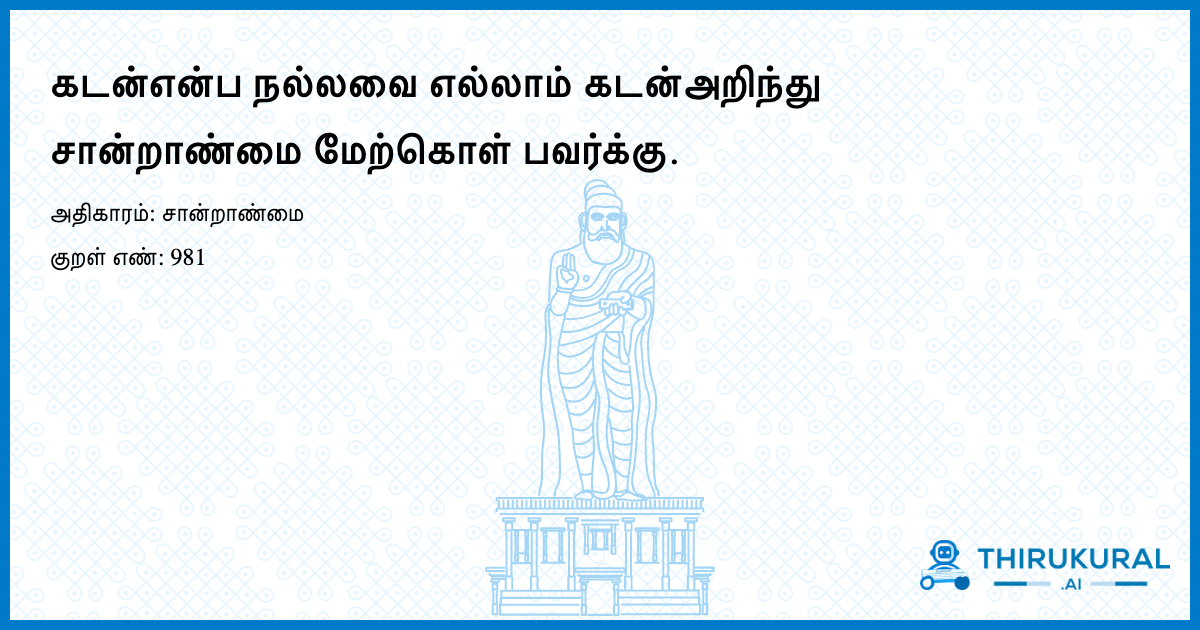 கடன்என்ப நல்லவை எல்லாம் கடன்அறிந்து
சான்றாண்மை மேற்கொள் பவர்க்கு.
அதிகாரம்: சான்றாண்மை
குறள் எண்: 981
THIRUKURAL
.AI